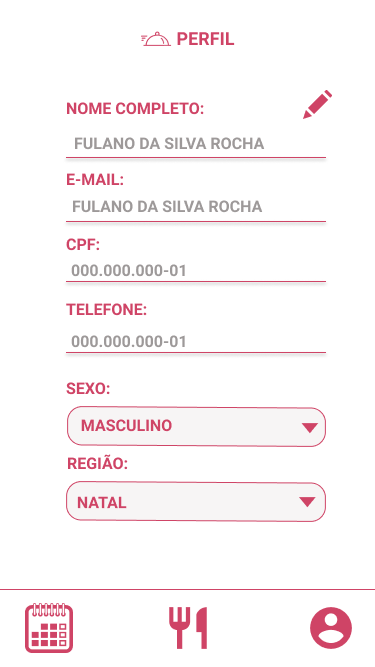 PERFIL
NOME COMPLETO:
FULANO DA SILVA ROCHA
E-MAIL:
FULANO DA SILVA ROCHA
CPF:
000.000.000-01
TELEFONE:
000.000.000-01
SEXO:
MASCULINO
REGIÃO:
NATAL